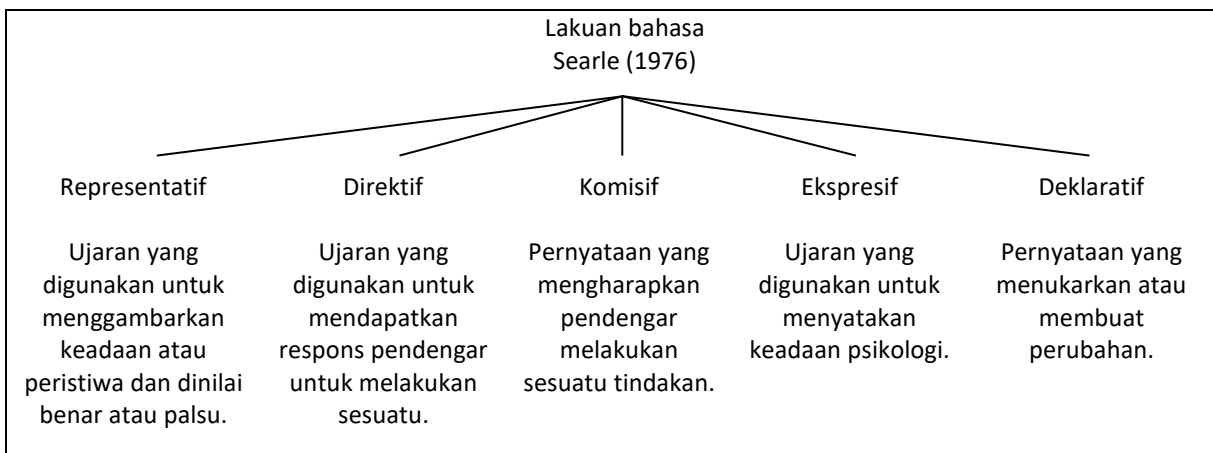 Lakuan bahasa
Searle (1976)
Representatif
Ujaran yang
digunakan untuk
menggambarkan
keadaan atau
peristiwa dan dinilai
benar atau palsu.
Direktif
Ujaran yang
digunakan untuk
mendapatkan
respons pendengar
untuk melakukan
sesuatu.
Komisif
Pernyataan yang
mengharapkan
pendengar
melakukan
sesuatu tindakan.
Ekspresif
Ujaran yang
digunakan untuk
menyatakan
keadaan psikologi.
Deklaratif
Pernyataan yang
menukarkan atau
membuat
perubahan.